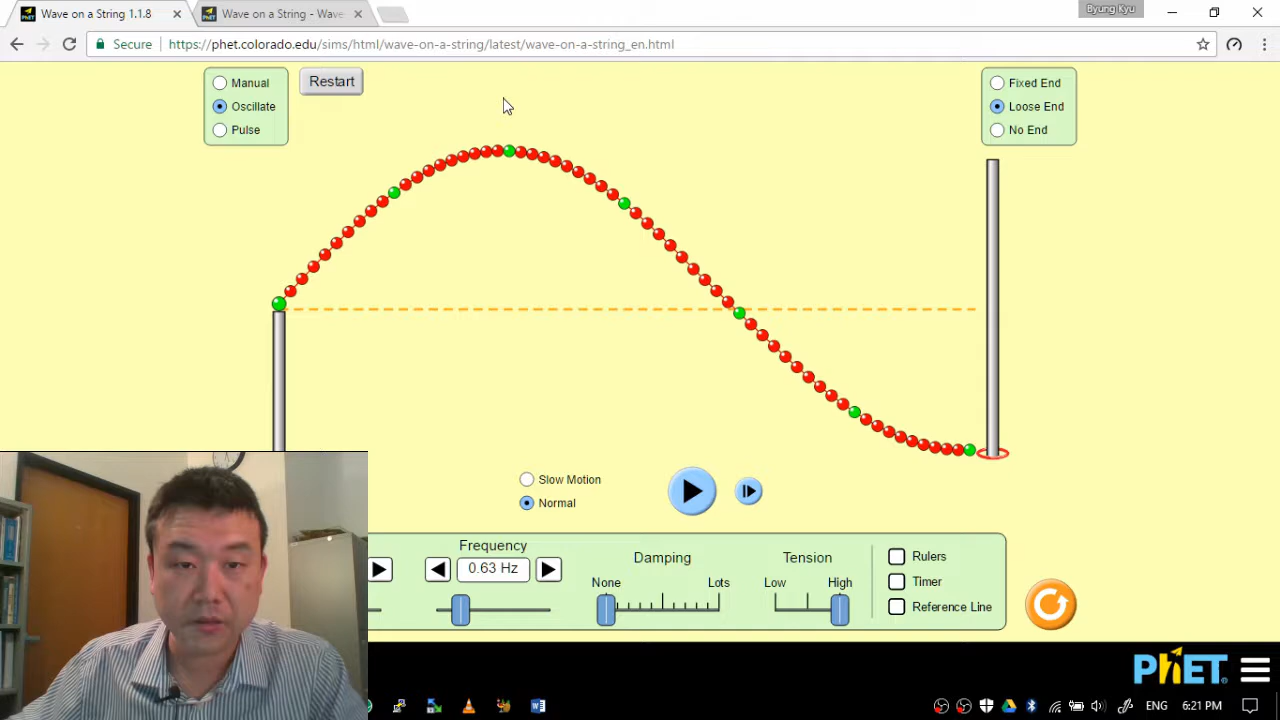 Wave on a String 1.1.8
Wave on a String - Wave
Byung Kyu
Secure
https://phet.colorado.edu/sims/html/wave-on-a-string/latest/wave-on-a-string_en.html
Manual
Oscillate
Pulse
Restart
Fixed End
Loose End
No End
Slow Motion
Normal
Frequency
0.63 Hz
Damping
None
Lots
Tension
Low
High
Rulers
Timer
Reference Line
PhET
ENG
6:21 PM